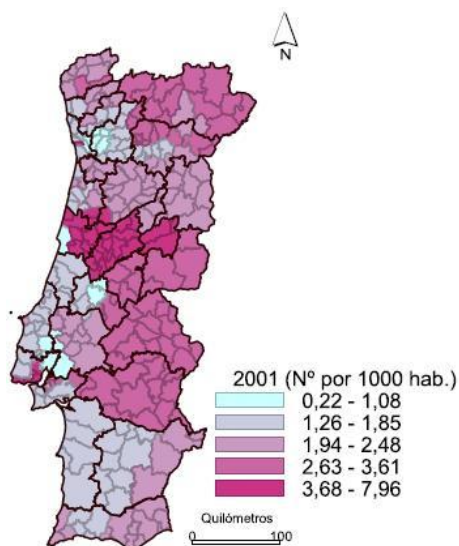 N
2001 (Nº por 1000 hab.)
0,22 - 1,08
1,26 - 1,85
1,94 - 2,48
2,63 - 3,61
3,68 - 7,96
Quilómetros
0 100